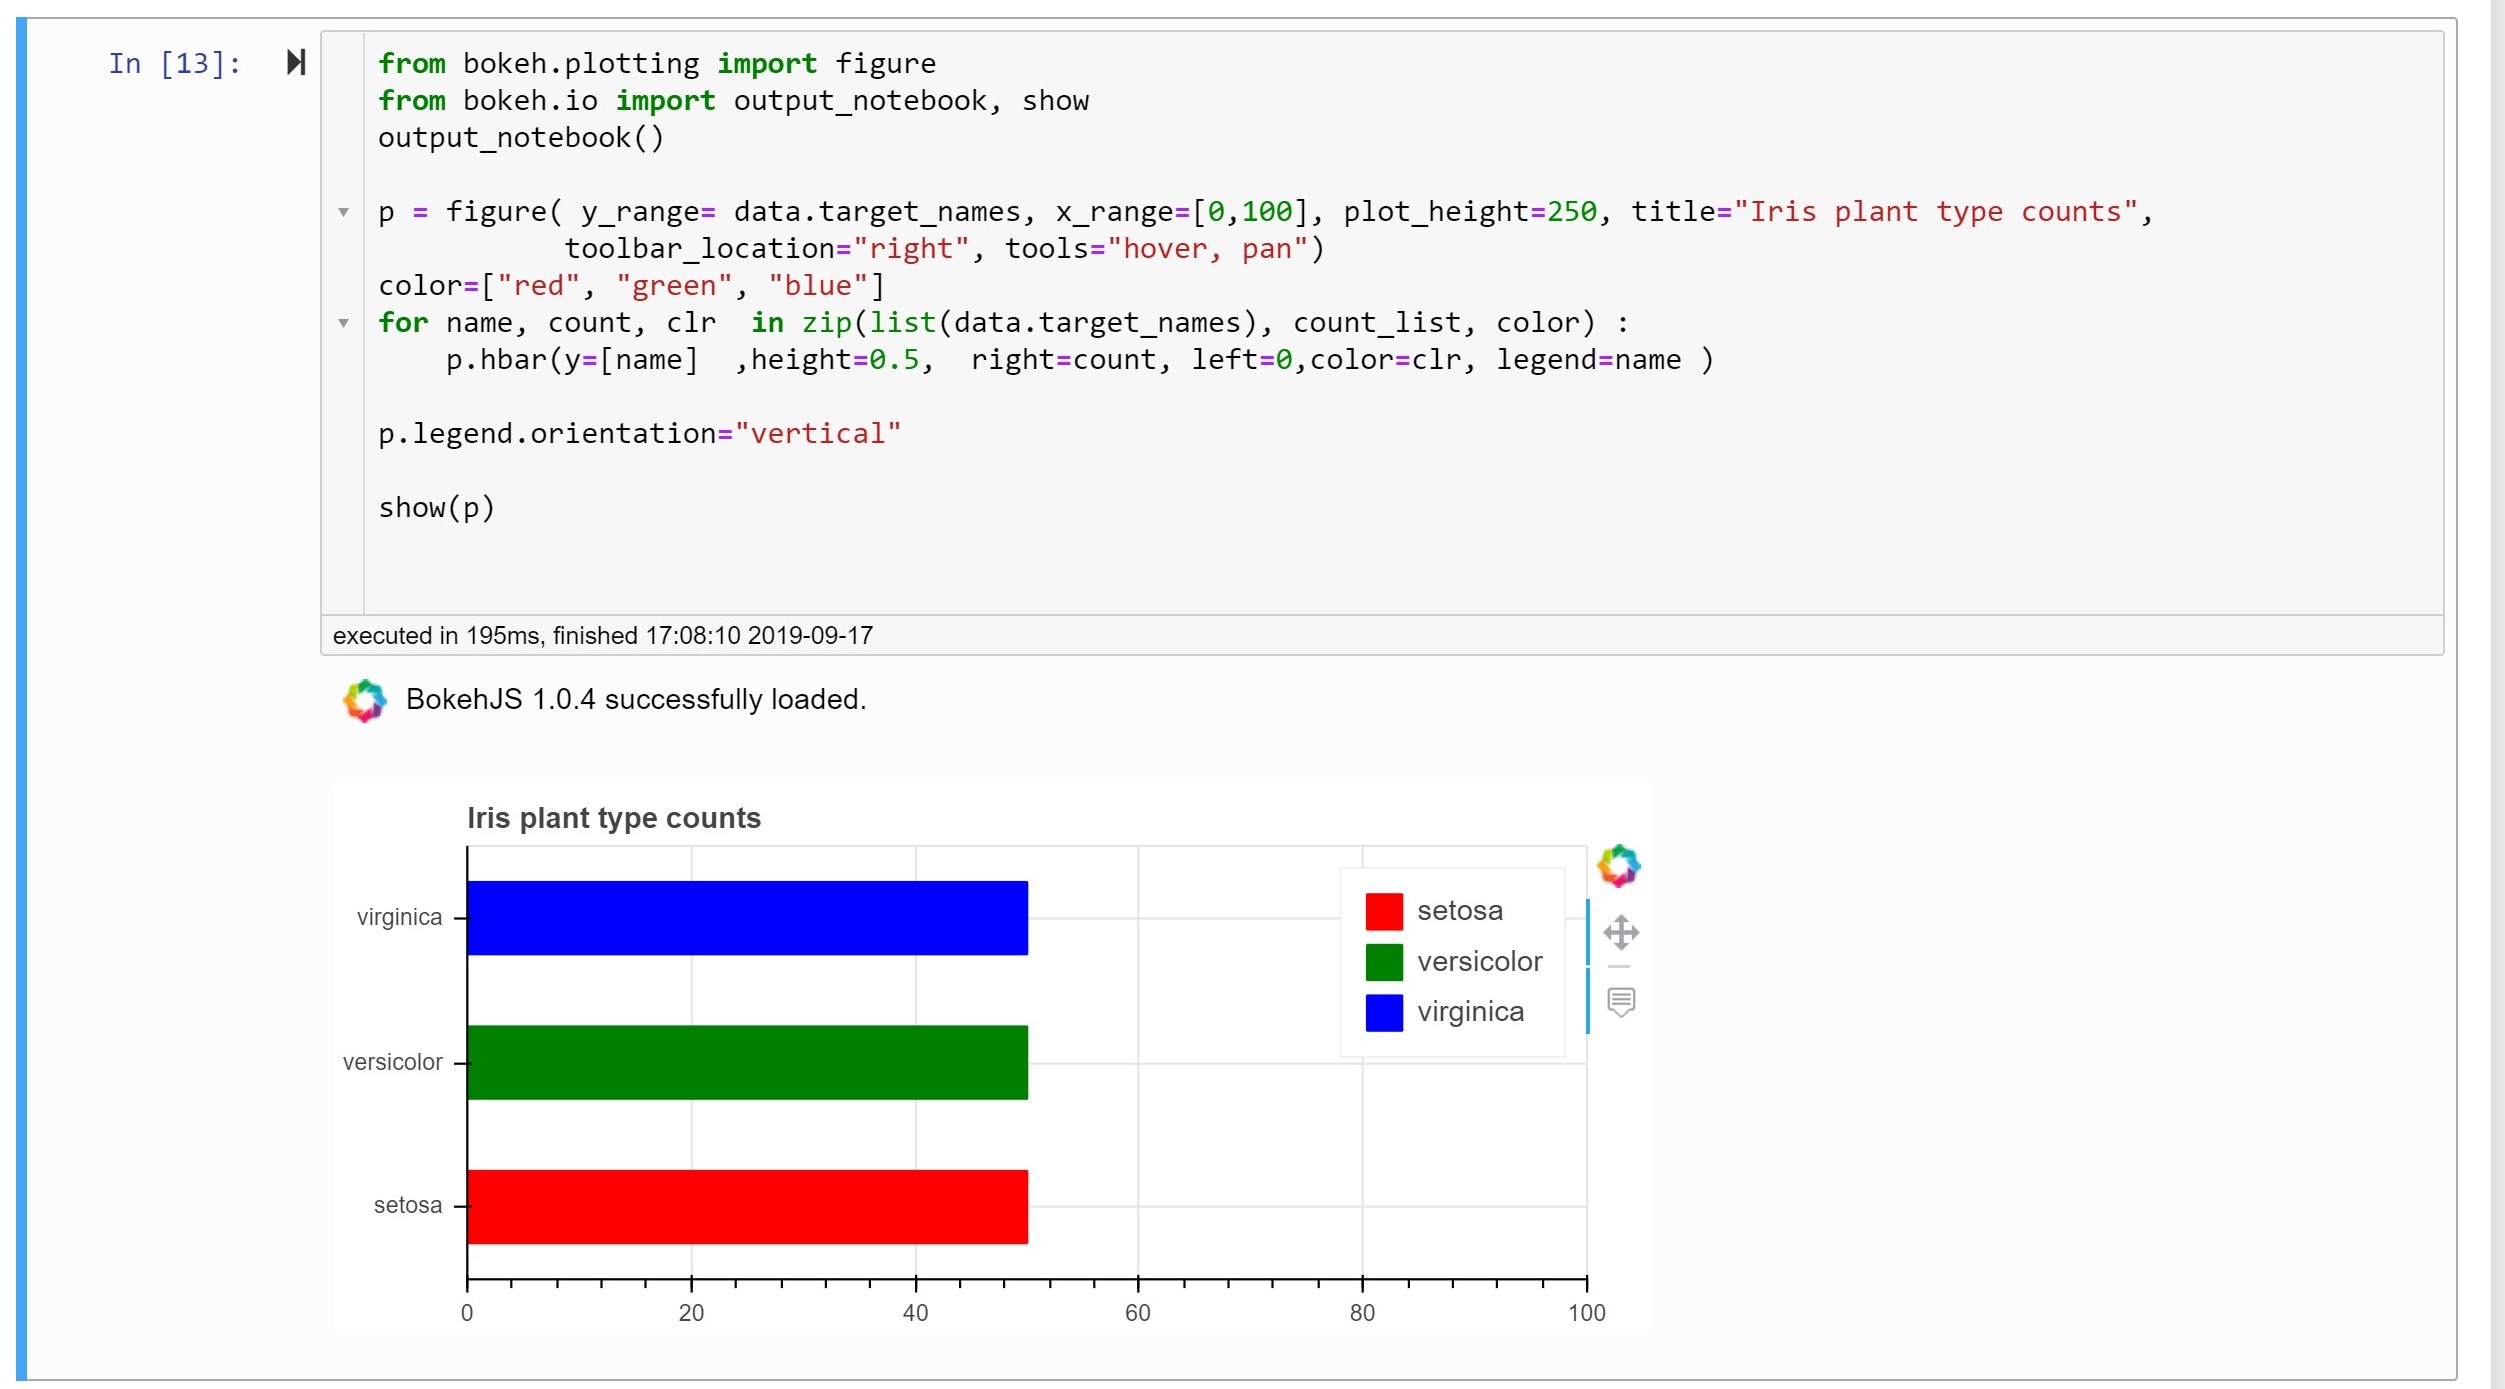 In [13]:
from bokeh.plotting import figure
from bokeh.io import output_notebook, show
output_notebook()
p = figure( y_range= data.target_names, x_range=[0,100], plot_height=250, title="Iris plant type counts",
           toolbar_location="right", tools="hover, pan")
color=["red", "green", "blue"]
for name, count, clr  in zip(list(data.target_names), count_list, color) :
    p.hbar(y=[name]  ,height=0.5,  right=count, left=0,color=clr, legend=name )
p.legend.orientation="vertical"
show(p)
executed in 195ms, finished 17:08:10 2019-09-17
BokehJS 1.0.4 successfully loaded.
Iris plant type counts
virginica
versicolor
setosa
setosa
versicolor
virginica
0 20 40 60 80 100